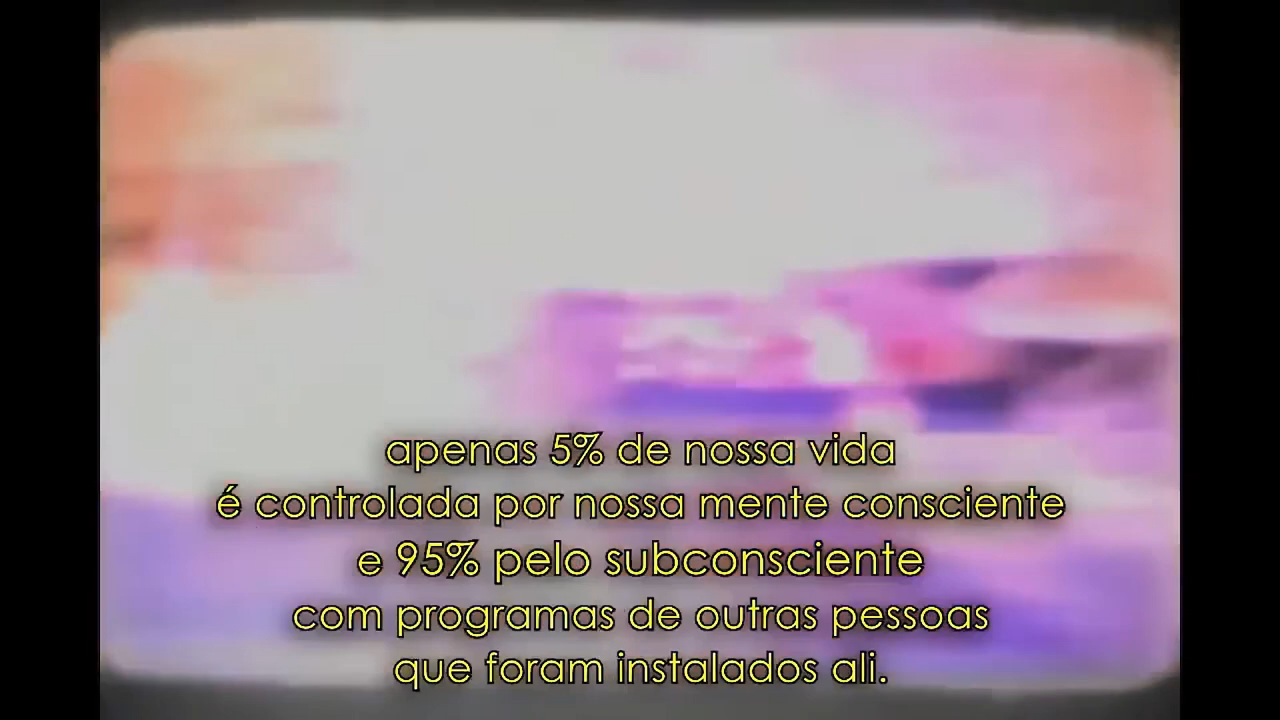 apenas 5% de nossa vida
é controlada por nossa mente consciente
e 95% pelo subconsciente
com programas de outras pessoas
que foram instalados ali.